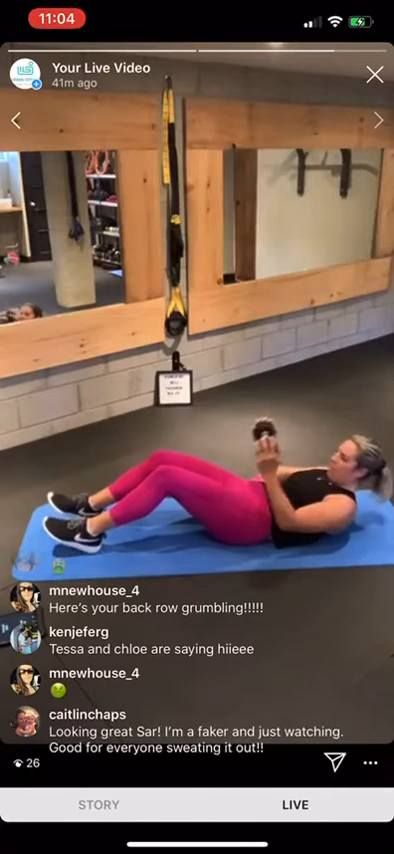 11:04
Your Live Video
41m ago
mnewhouse_4
Here's your back row grumbling!!!!!
kenjeferg
Tessa and chloe are saying hiieee
mnewhouse_4
caitlinchaps
Looking great Sar! I'm a faker and just watching.
Good for everyone sweating it out!!
26
STORY
LIVE